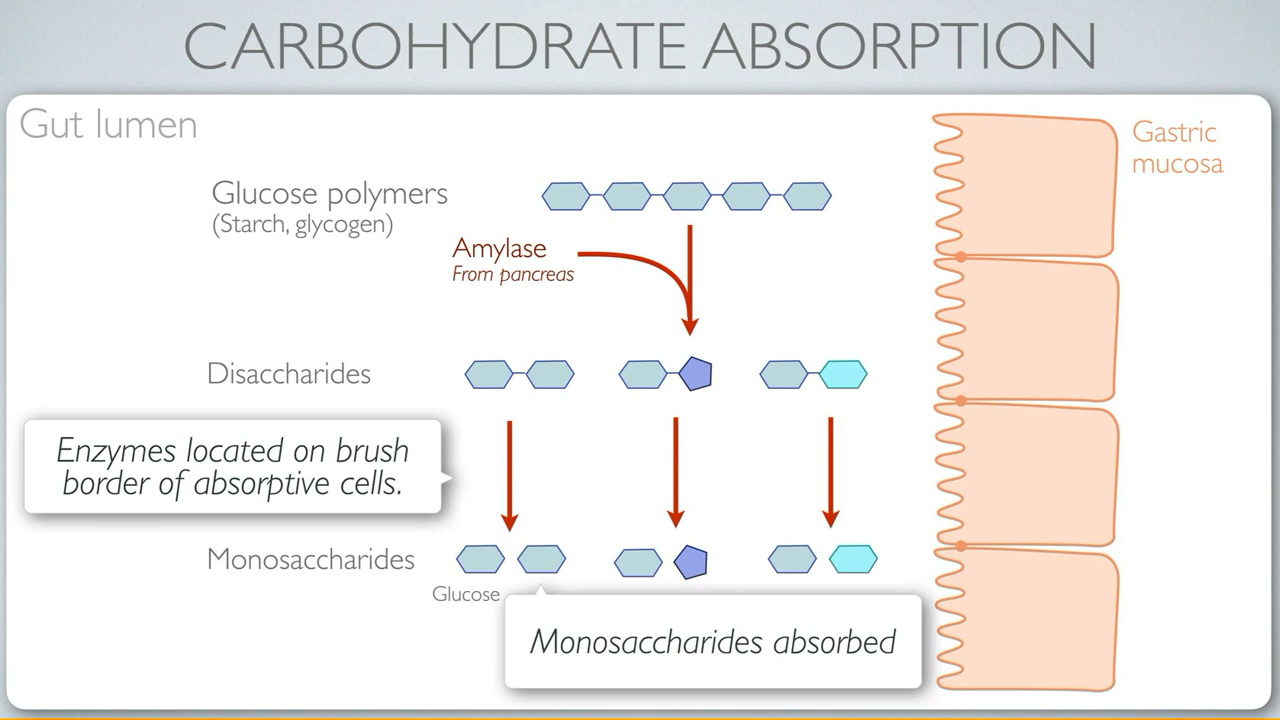 CARBOHYDRATE ABSORPTION
Gut lumen
Gastric
mucosa
Glucose polymers
(Starch, glycogen)
Amylase
From pancreas
Disaccharides
Enzymes located on brush
border of absorptive cells.
Monosaccharides
Glucose
Monosaccharides absorbed